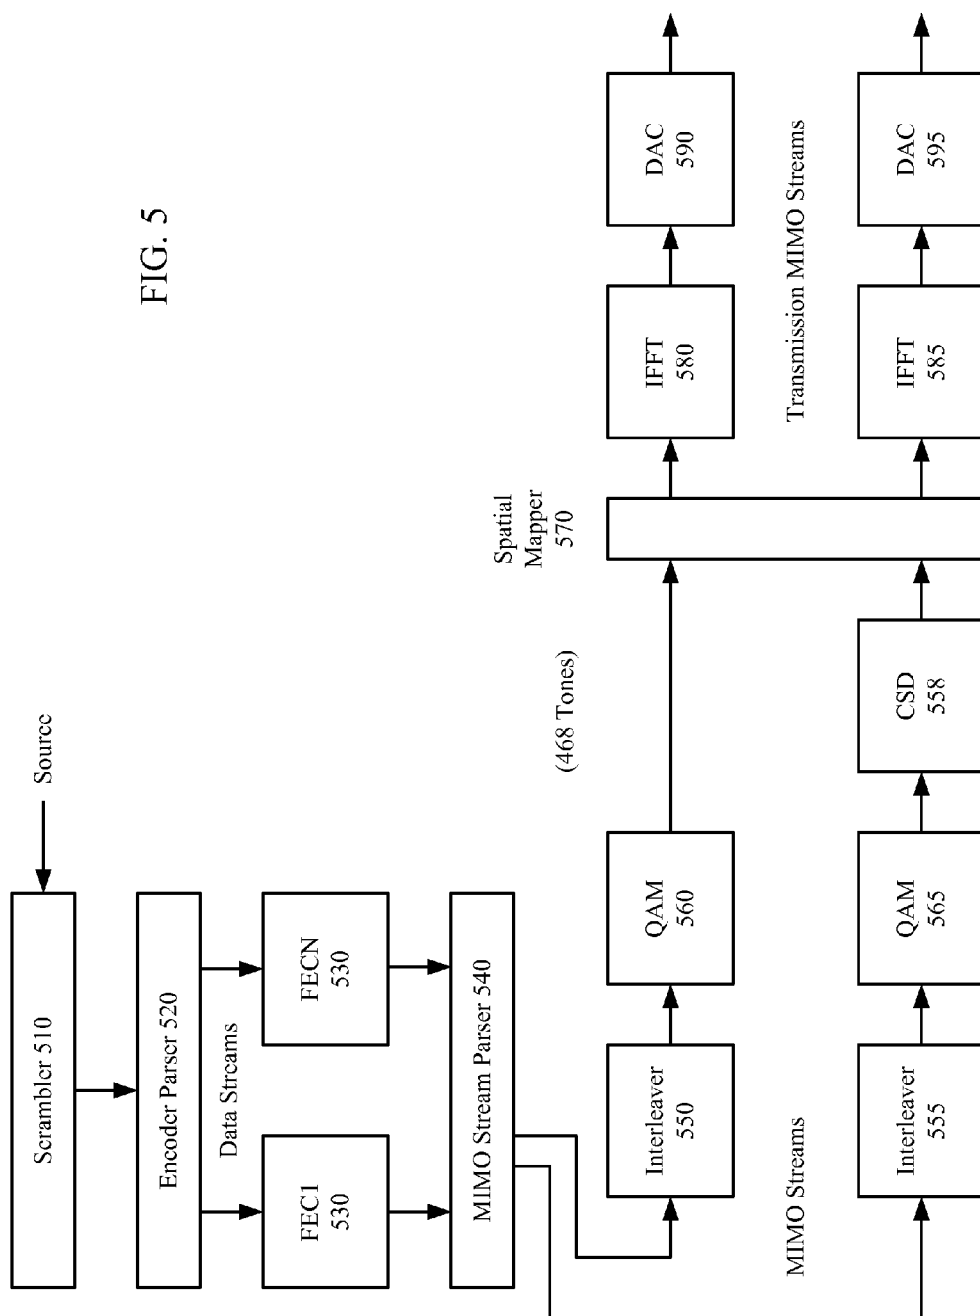 FIG. 5
Source
Scrambler 510
Encoder Parser 520
Data Streams
FEC1
530
FECN
530
MIMO Stream Parser 540
Interleaver
550
QAM
560
(468 Tones)
Spatial
Mapper
570
IFFT
580
DAC
590
MIMO Streams
Transmission MIMO Streams
Interleaver
555
QAM
565
CSD
558
IFFT
585
DAC
595